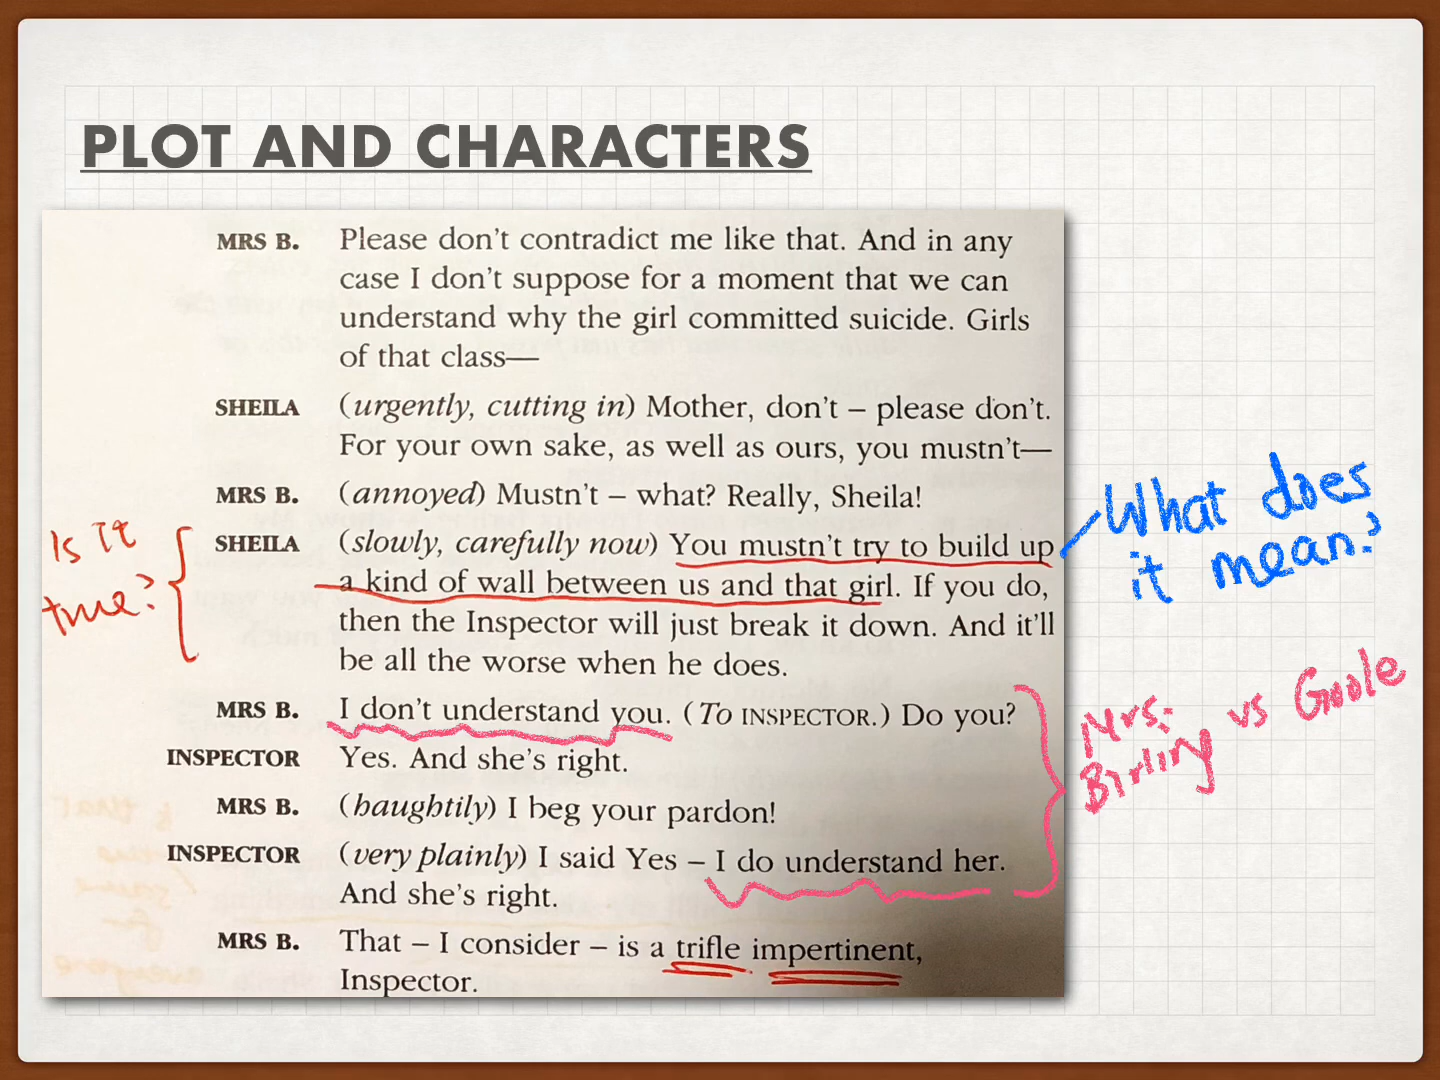 PLOT AND CHARACTERS
MRS B. Please don't contradict me like that. And in any
case I don't suppose for a moment that we can
understand why the girl committed suicide. Girls
of that class—
SHEILA (urgently, cutting in) Mother, don't – please don't.
For your own sake, as well as ours, you mustn't—
MRS B. (annoyed) Mustn't – what? Really, Sheila!
SHEILA (slowly, carefully now) You mustn't try to build up
a kind of wall between us and that girl. If you do,
then the Inspector will just break it down. And it'll
be all the worse when he does.
MRS B. I don't understand you. (To INSPECTOR.) Do you?
INSPECTOR Yes. And she's right.
MRS B. (haughtily) I beg your pardon!
INSPECTOR (very plainly) I said Yes – I do understand her.
And she's right.
MRS B. That – I consider – is a trifle impertinent,
Inspector.
Is it
true?
What does
it mean?
Mrs.
Birling vs Goole